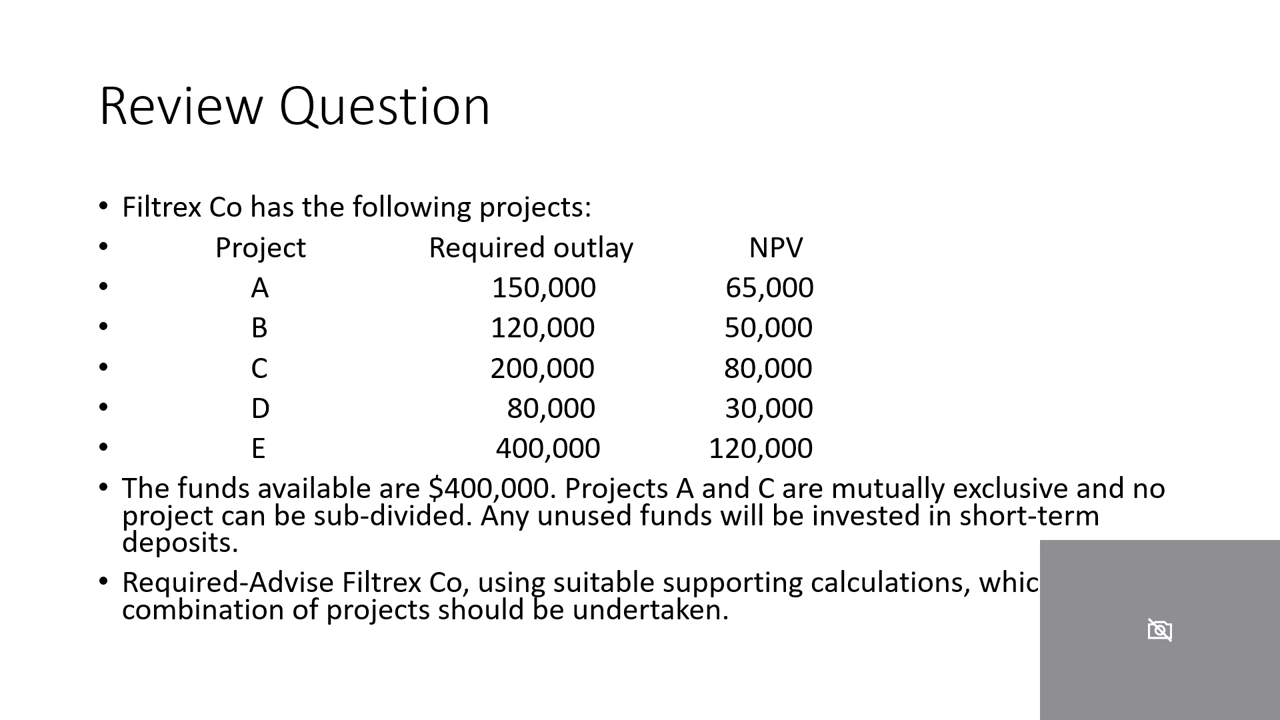 Review Question
• Filtrex Co has the following projects:
• Project Required outlay NPV
• A 150,000 65,000
• B 120,000 50,000
• C 200,000 80,000
• D 80,000 30,000
• E 400,000 120,000
• The funds available are $400,000. Projects A and C are mutually exclusive and no
project can be sub-divided. Any unused funds will be invested in short-term
deposits.
• Required-Advise Filtrex Co, using suitable supporting calculations,
combination of projects should be undertaken.